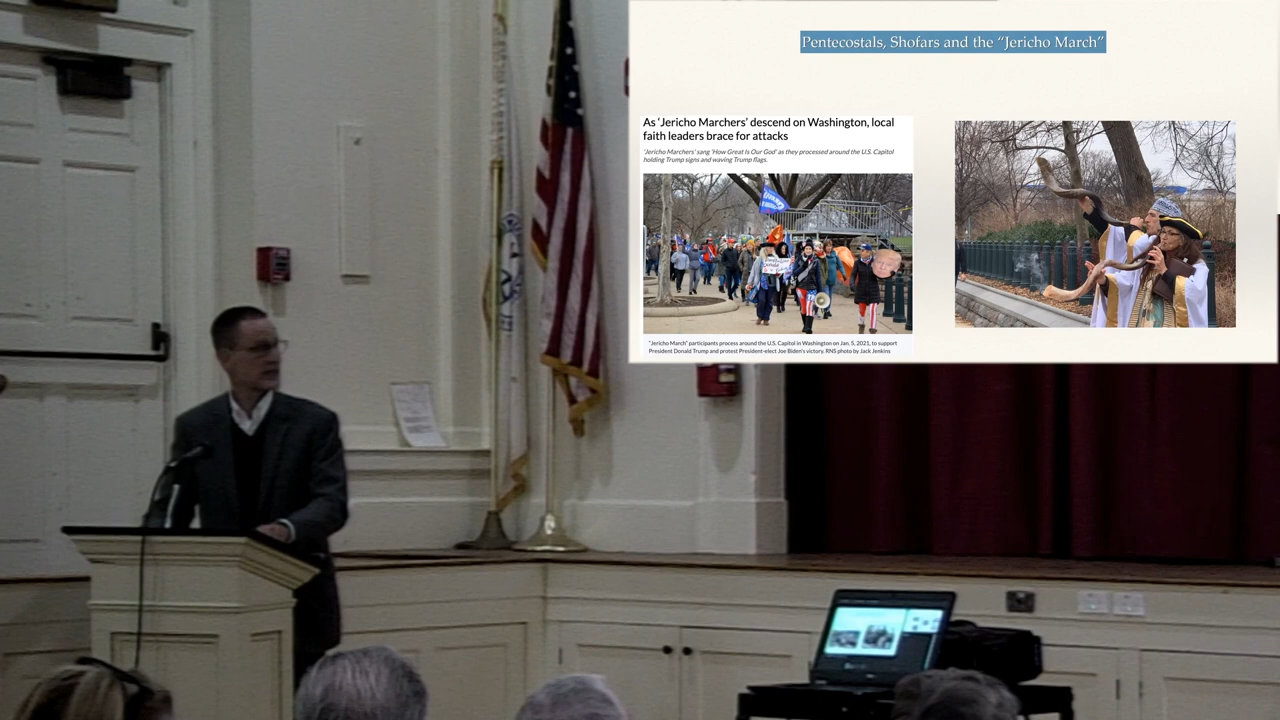 Pentecostals, Shofars and the “Jericho March”
As ‘Jericho Marchers’ descend on Washington, local
faith leaders brace for attacks
‘Jericho Marchers’ sang ‘How Great Is Our God’ as they processed around the U.S. Capitol
holding Trump signs and waving Trump flags.
“Jericho March” participants process around the U.S. Capitol in Washington on Jan. 5, 2021, to support
President Donald Trump and protest President-elect Joe Biden’s victory. RNS photo by Jack Jenkins